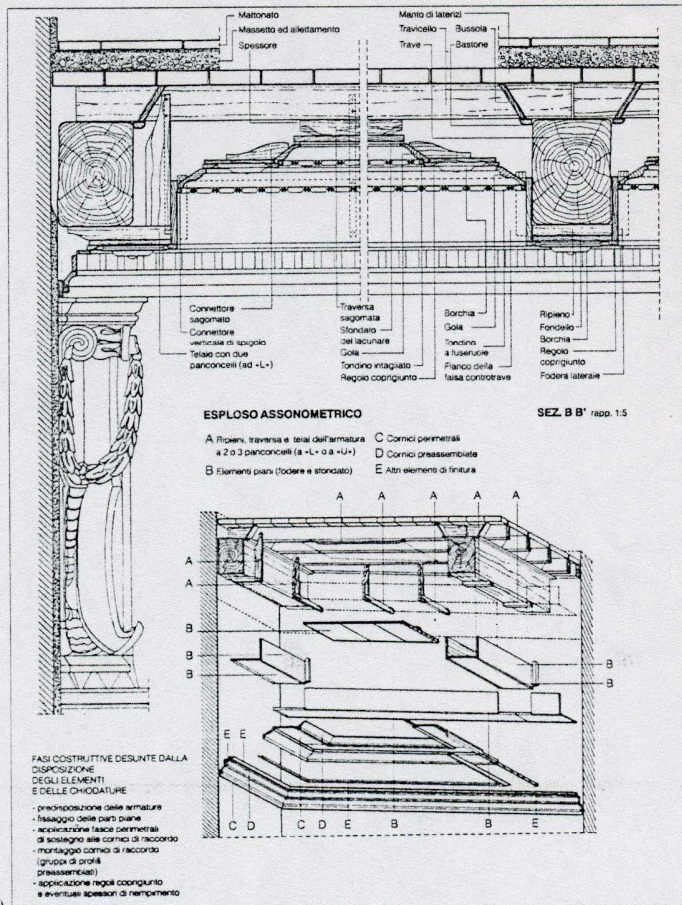 Mattonato
Massetto ed allettamento
Spessore
Manto di laterizi
Travicello Bussola
Trave Bastone
Connettore
sagomato
Connettore
verticale di spigolo
Telaio con due
panconcelli (ad «L»)
Traversa
sagomata
Sfondato
del lacunare
Gola
Tondino intagliato
Regolo coprigiunto
Borchia
Gola
Tondino
a fuseruole
Fianco della
falsa controtrave
Ripieno
Fondello
Borchia
Regolo
coprigiunto
Fodera laterale
ESPLOSO ASSONOMETRICO
SEZ. B B' rapp. 1:5
A Ripieni, traversa e telai dell'armatura
a 2 o 3 panconcelli (a «L» o a «U»)
B Elementi piani (fodere e sfondato)
C Cornici perimetrali
D Cornici preassemblate
E Altri elementi di finitura
A A A A A
A
A
B
B
B
B
B
E E
C D C D E B B E
FASI COSTRUTTIVE DESUNTE DALLA
DISPOSIZIONE
DEGLI ELEMENTI
E DELLE CHIODATURE
- predisposizione delle armature
- fissaggio delle parti piane
- applicazione fasce perimetrali
di sostegno alle cornici di raccordo
- montaggio cornici di raccordo
(gruppi di profili
preassemblati)
- applicazione regoli coprigiunto
e eventuali spessori di riempimento